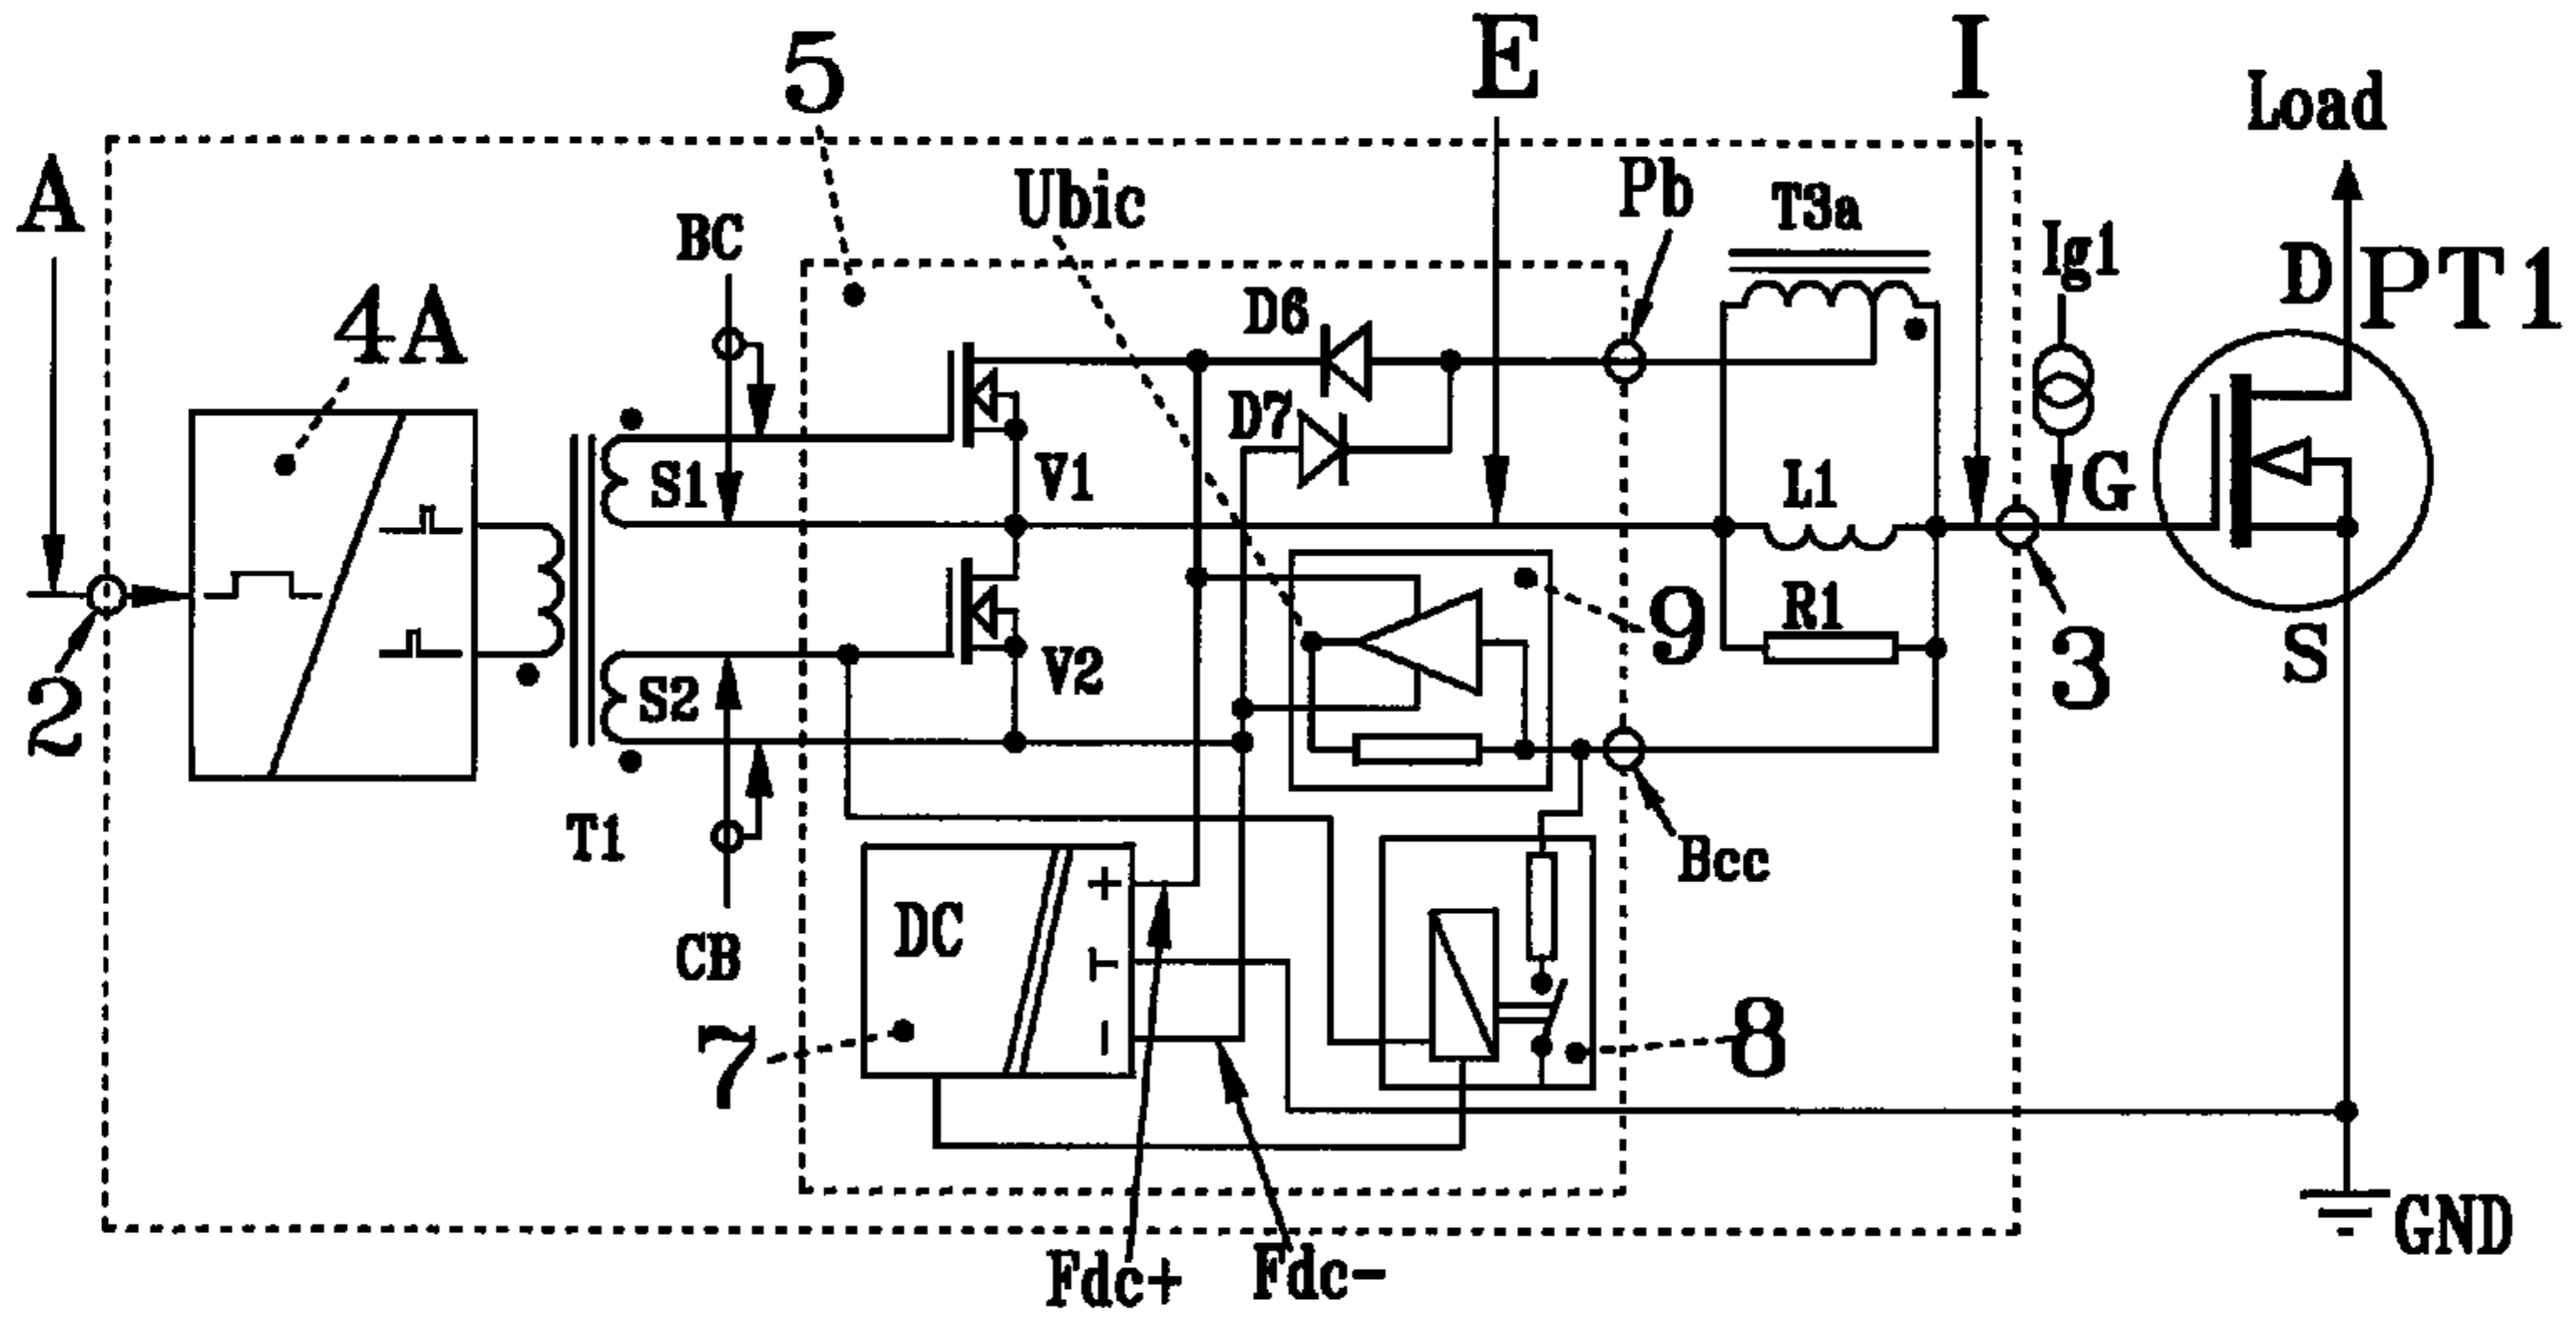 5
E
I
Load
A
Ubic
Pb
T3a
BC
Ig1
D
PT1
4A
D6
D7
S1
V1
L1
G
9
R1
2
S2
V2
3
S
T1
Bcc
+
DC
CB
7
8
Fdc+
Fdc-
GND